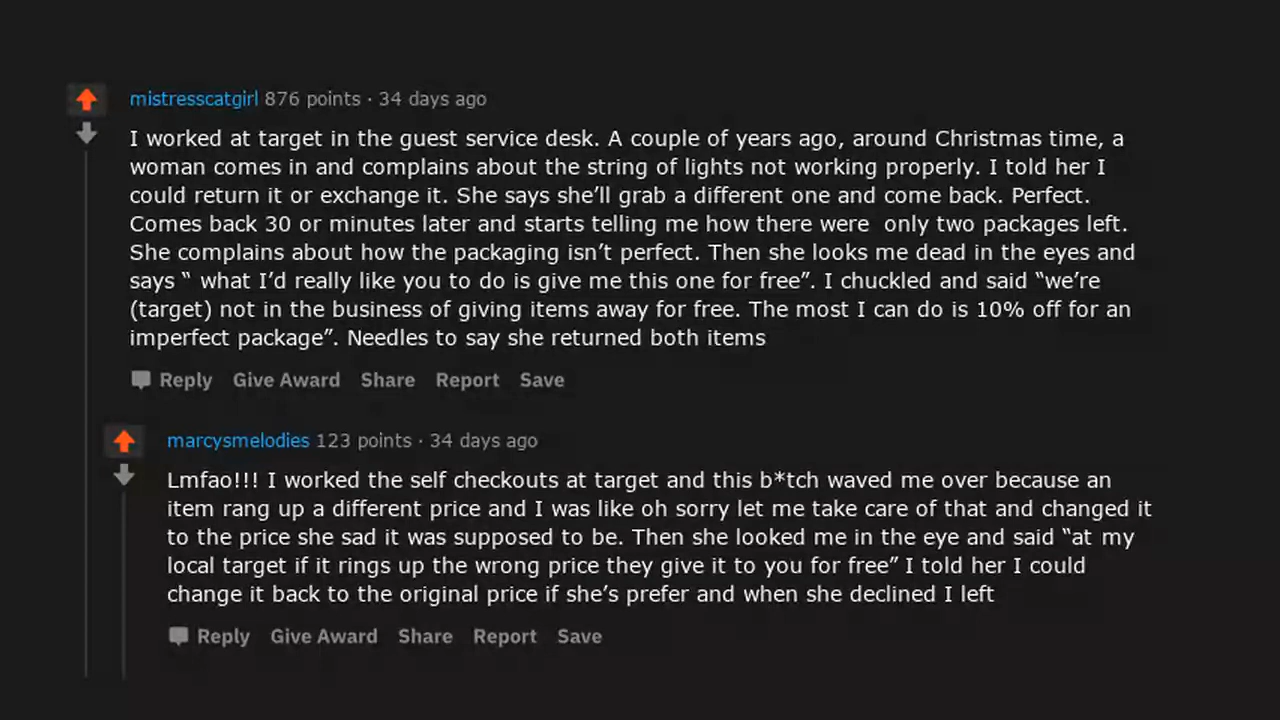 mistresscatgirl 876 points · 34 days ago
I worked at target in the guest service desk. A couple of years ago, around Christmas time, a
woman comes in and complains about the string of lights not working properly. I told her I
could return it or exchange it. She says she’ll grab a different one and come back. Perfect.
Comes back 30 or minutes later and starts telling me how there were  only two packages left.
She complains about how the packaging isn’t perfect. Then she looks me dead in the eyes and
says “ what I’d really like you to do is give me this one for free”. I chuckled and said “we’re
(target) not in the business of giving items away for free. The most I can do is 10% off for an
imperfect package”. Needles to say she returned both items
Reply Give Award Share Report Save
marcysmelodies 123 points · 34 days ago
Lmfao!!! I worked the self checkouts at target and this b*tch waved me over because an
item rang up a different price and I was like oh sorry let me take care of that and changed it
to the price she sad it was supposed to be. Then she looked me in the eye and said “at my
local target if it rings up the wrong price they give it to you for free” I told her I could
change it back to the original price if she’s prefer and when she declined I left
Reply Give Award Share Report Save